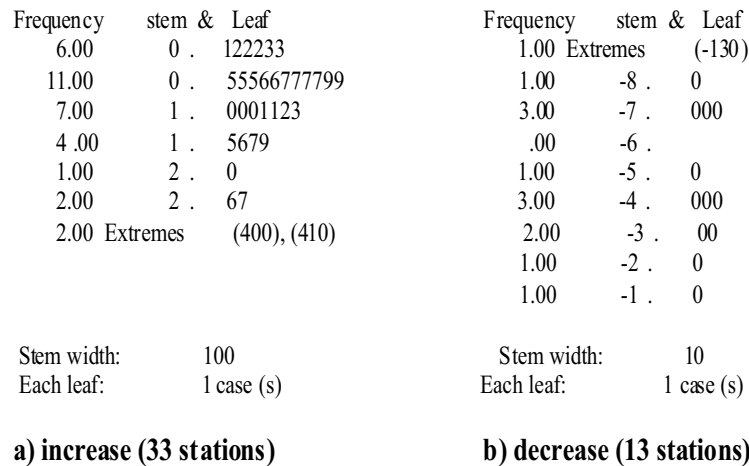 Frequency stem & Leaf
6.00 0 . 122233
11.00 0 . 55566777799
7.00 1 . 0001123
4 .00 1 . 5679
1.00 2 . 0
2.00 2 . 67
2.00 Extremes (400), (410)
Stem width: 100
Each leaf: 1 case (s)
a) increase (33 stations)
Frequency stem & Leaf
1.00 Extremes (-130)
1.00 -8 . 0
3.00 -7 . 000
.00 -6 .
1.00 -5 . 0
3.00 -4 . 000
2.00 -3 . 00
1.00 -2 . 0
1.00 -1 . 0
Stem width: 10
Each leaf: 1 case (s)
b) decrease (13 stations)